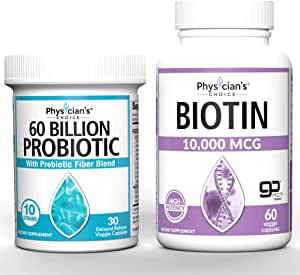 Physician's
CHOICE
60 BILLION
PROBIOTIC
With Prebiotic Fiber Blend
10
STRAINS
30
Delayed Release
Veggie Capsules
DIETARY SUPPLEMENT
Physician's
CHOICE
BIOTIN
10,000 MCG
HIGH
POTENCY
60
veggie
capsules
DIETARY SUPPLEMENT